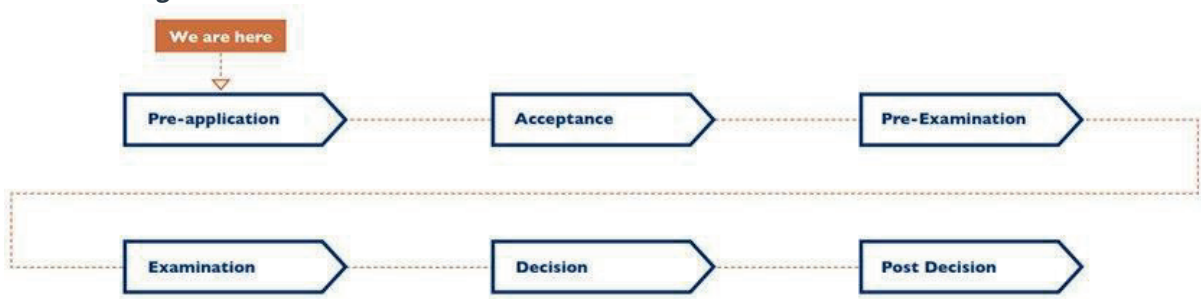 We are here
Pre-application
Acceptance
Pre-Examination
Examination
Decision
Post Decision